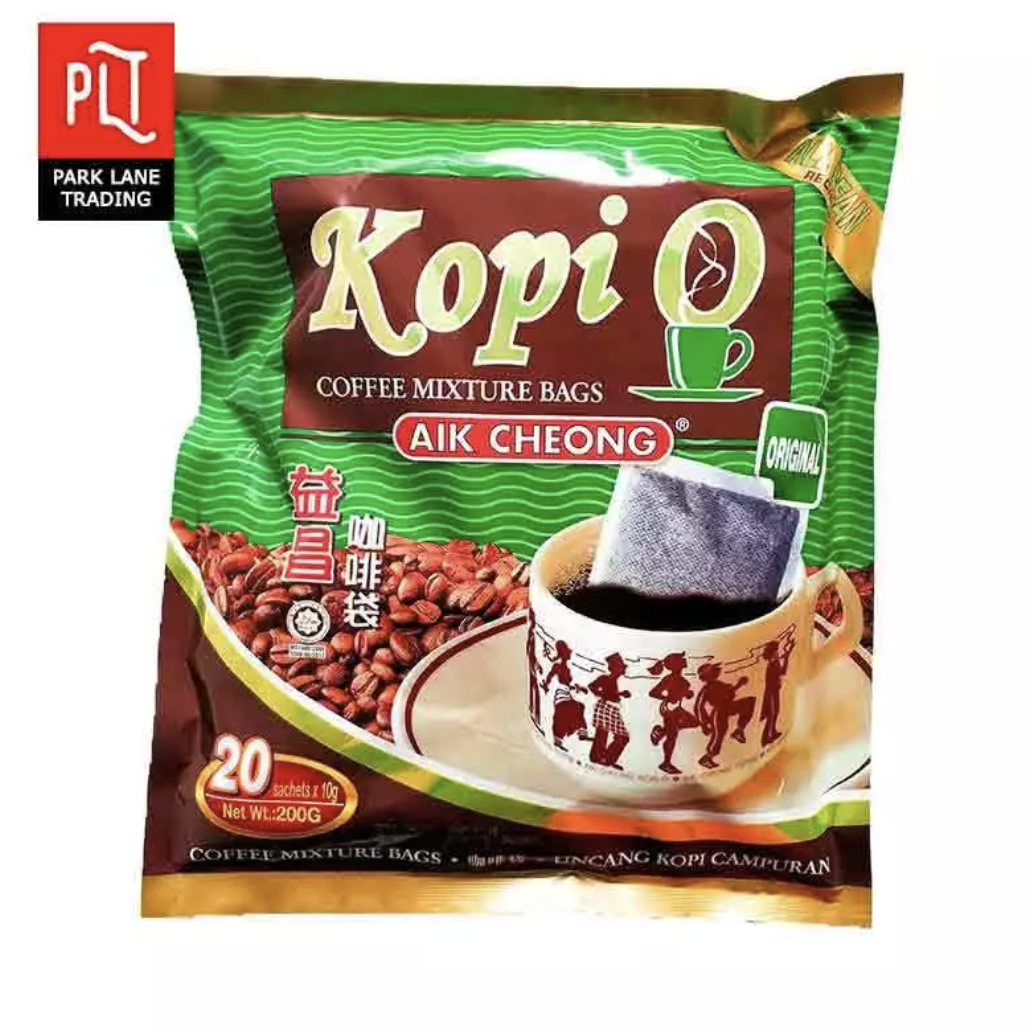 PLT
PARK LANE
TRADING
Kopi O
COFFEE MIXTURE BAGS
AIK CHEONG®
ORIGINAL
益昌
咖啡袋
20
sachets x 10g
Net Wt.:200G
COFFEE MIXTURE BAGS • • UNCANG KOPI CAMPURAN